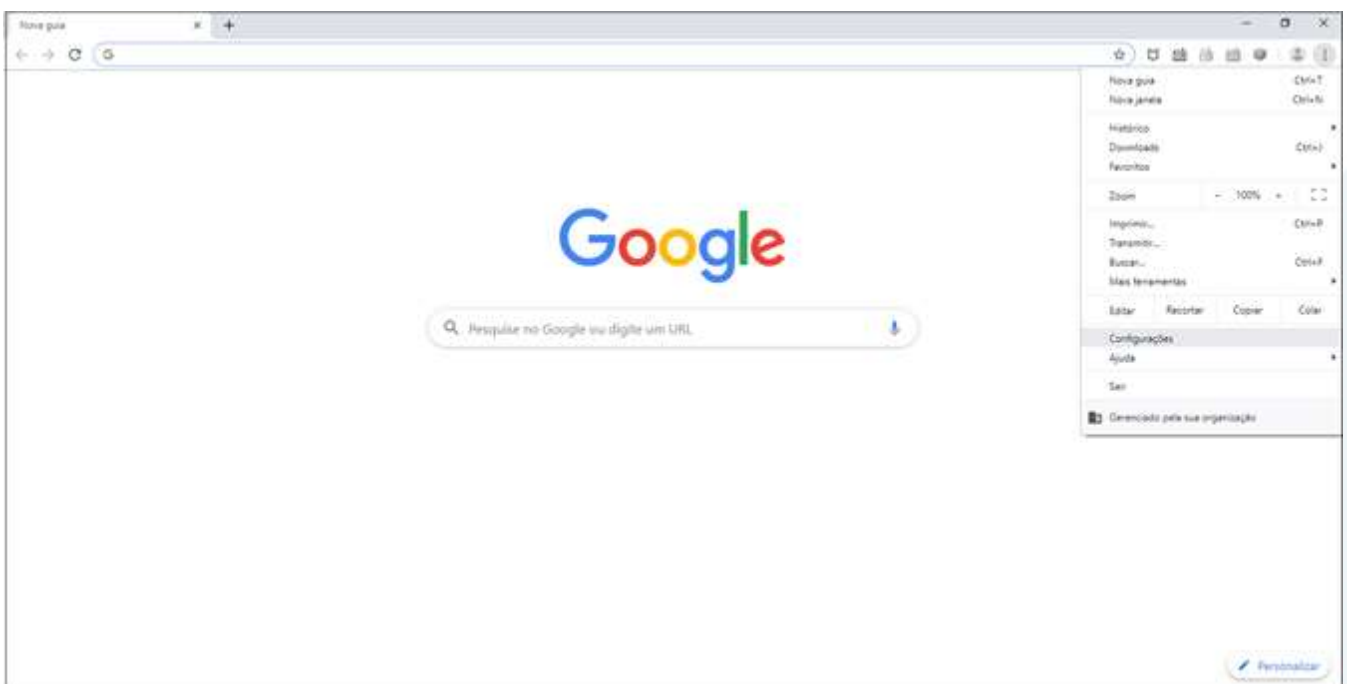 Nova guia
G
Nova guia Ctrl+T
Nova janela Ctrl+N
Histórico
Downloads Ctrl+J
Favoritos
Zoom - 100% +
Imprimir... Ctrl+P
Transmitir...
Buscar... Ctrl+F
Mais ferramentas
Editar Recortar Copiar Colar
Configurações
Ajuda
Sair
Gerenciado pela sua organização
Google
Pesquise no Google ou digite um URL
Personalizar